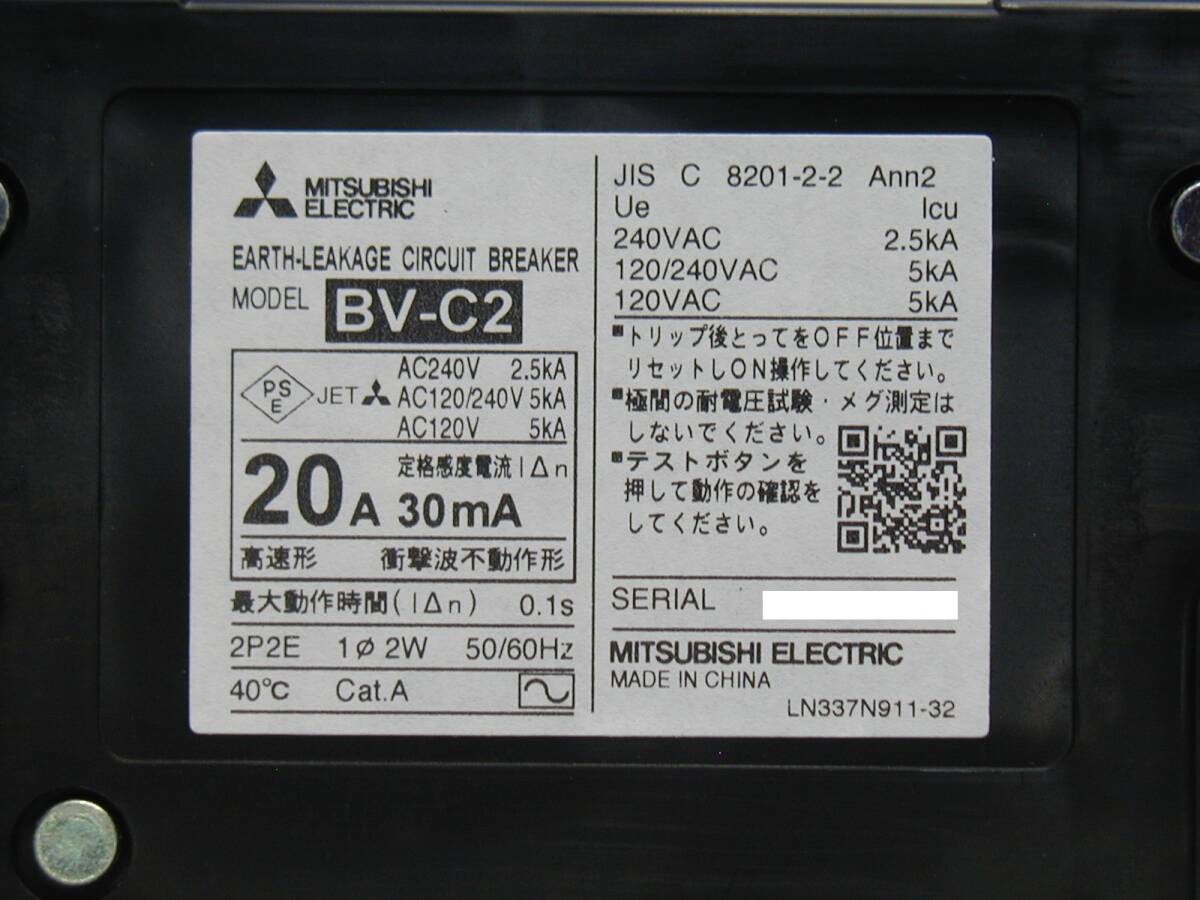 MITSUBISHI
ELECTRIC
EARTH-LEAKAGE CIRCUIT BREAKER
MODEL BV-C2
PS
E
JET
AC240V 2.5kA
AC120/240V 5kA
AC120V 5kA
20A
定格感度電流 IΔn
30mA
高速形 衝撃波不動作形
最大動作時間(IΔn) 0.1s
2P2E 1φ2W 50/60Hz
40℃ Cat.A
JIS C 8201-2-2 Ann2
Ue Icu
240VAC 2.5kA
120/240VAC 5kA
120VAC 5kA
■トリップ後とってをOFF位置まで
リセットしON操作してください。
■極間の耐電圧試験・メグ測定は
しないでください。
■テストボタンを
押して動作の確認を
してください。
SERIAL
MITSUBISHI ELECTRIC
MADE IN CHINA
LN337N911-32